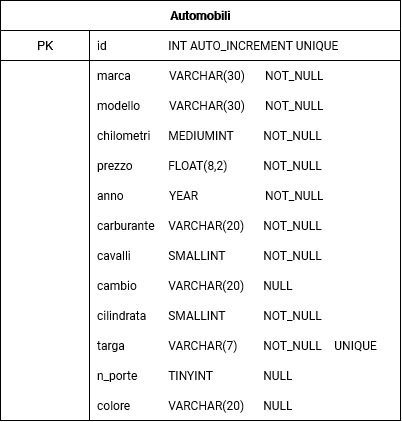 Automobili
PK id INT AUTO_INCREMENT UNIQUE
marca VARCHAR(30) NOT_NULL
modello VARCHAR(30) NOT_NULL
chilometri MEDIUMINT NOT_NULL
prezzo FLOAT(8,2) NOT_NULL
anno YEAR NOT_NULL
carburante VARCHAR(20) NOT_NULL
cavalli SMALLINT NOT_NULL
cambio VARCHAR(20) NULL
cilindrata SMALLINT NOT_NULL
targa VARCHAR(7) NOT_NULL UNIQUE
n_porte TINYINT NULL
colore VARCHAR(20) NULL